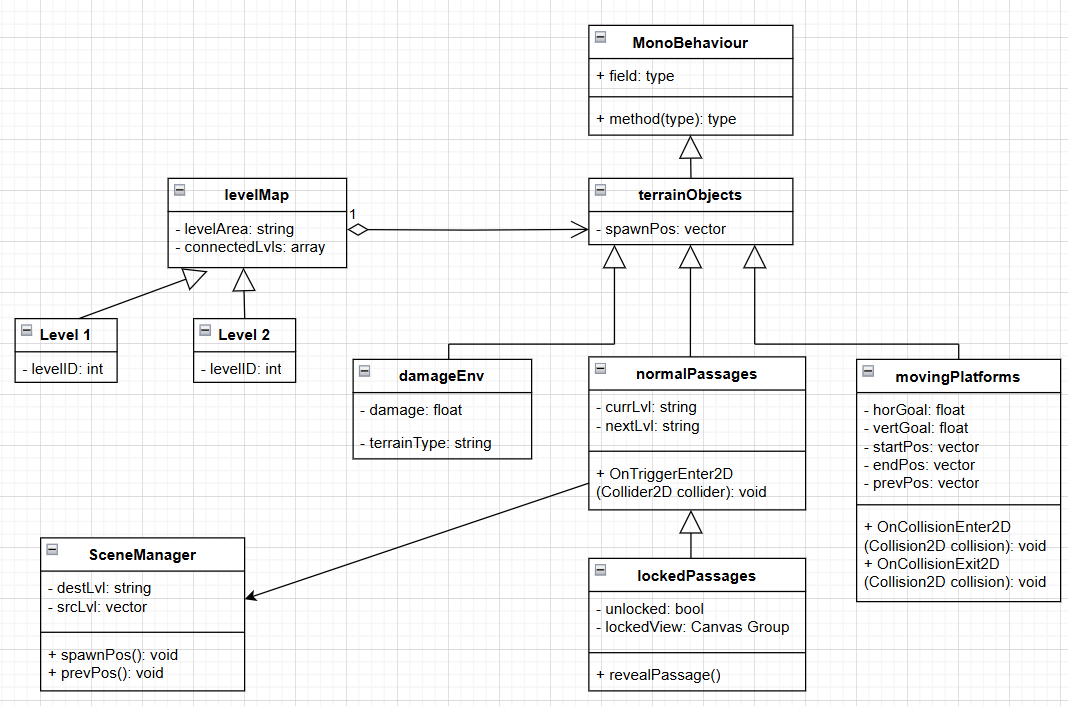 MonoBehaviour
+ field: type
+ method(type): type
levelMap
- levelArea: string
- connectedLvls: array
1
terrainObjects
- spawnPos: vector
Level 1
- levelID: int
Level 2
- levelID: int
damageEnv
- damage: float
- terrainType: string
normalPassages
- currLvl: string
- nextLvl: string
+ OnTriggerEnter2D
(Collider2D collider): void
movingPlatforms
- horGoal: float
- vertGoal: float
- startPos: vector
- endPos: vector
- prevPos: vector
+ OnCollisionEnter2D
(Collision2D collision): void
+ OnCollisionExit2D
(Collision2D collision): void
SceneManager
- destLvl: string
- srcLvl: vector
+ spawnPos(): void
+ prevPos(): void
lockedPassages
- unlocked: bool
- lockedView: Canvas Group
+ revealPassage()